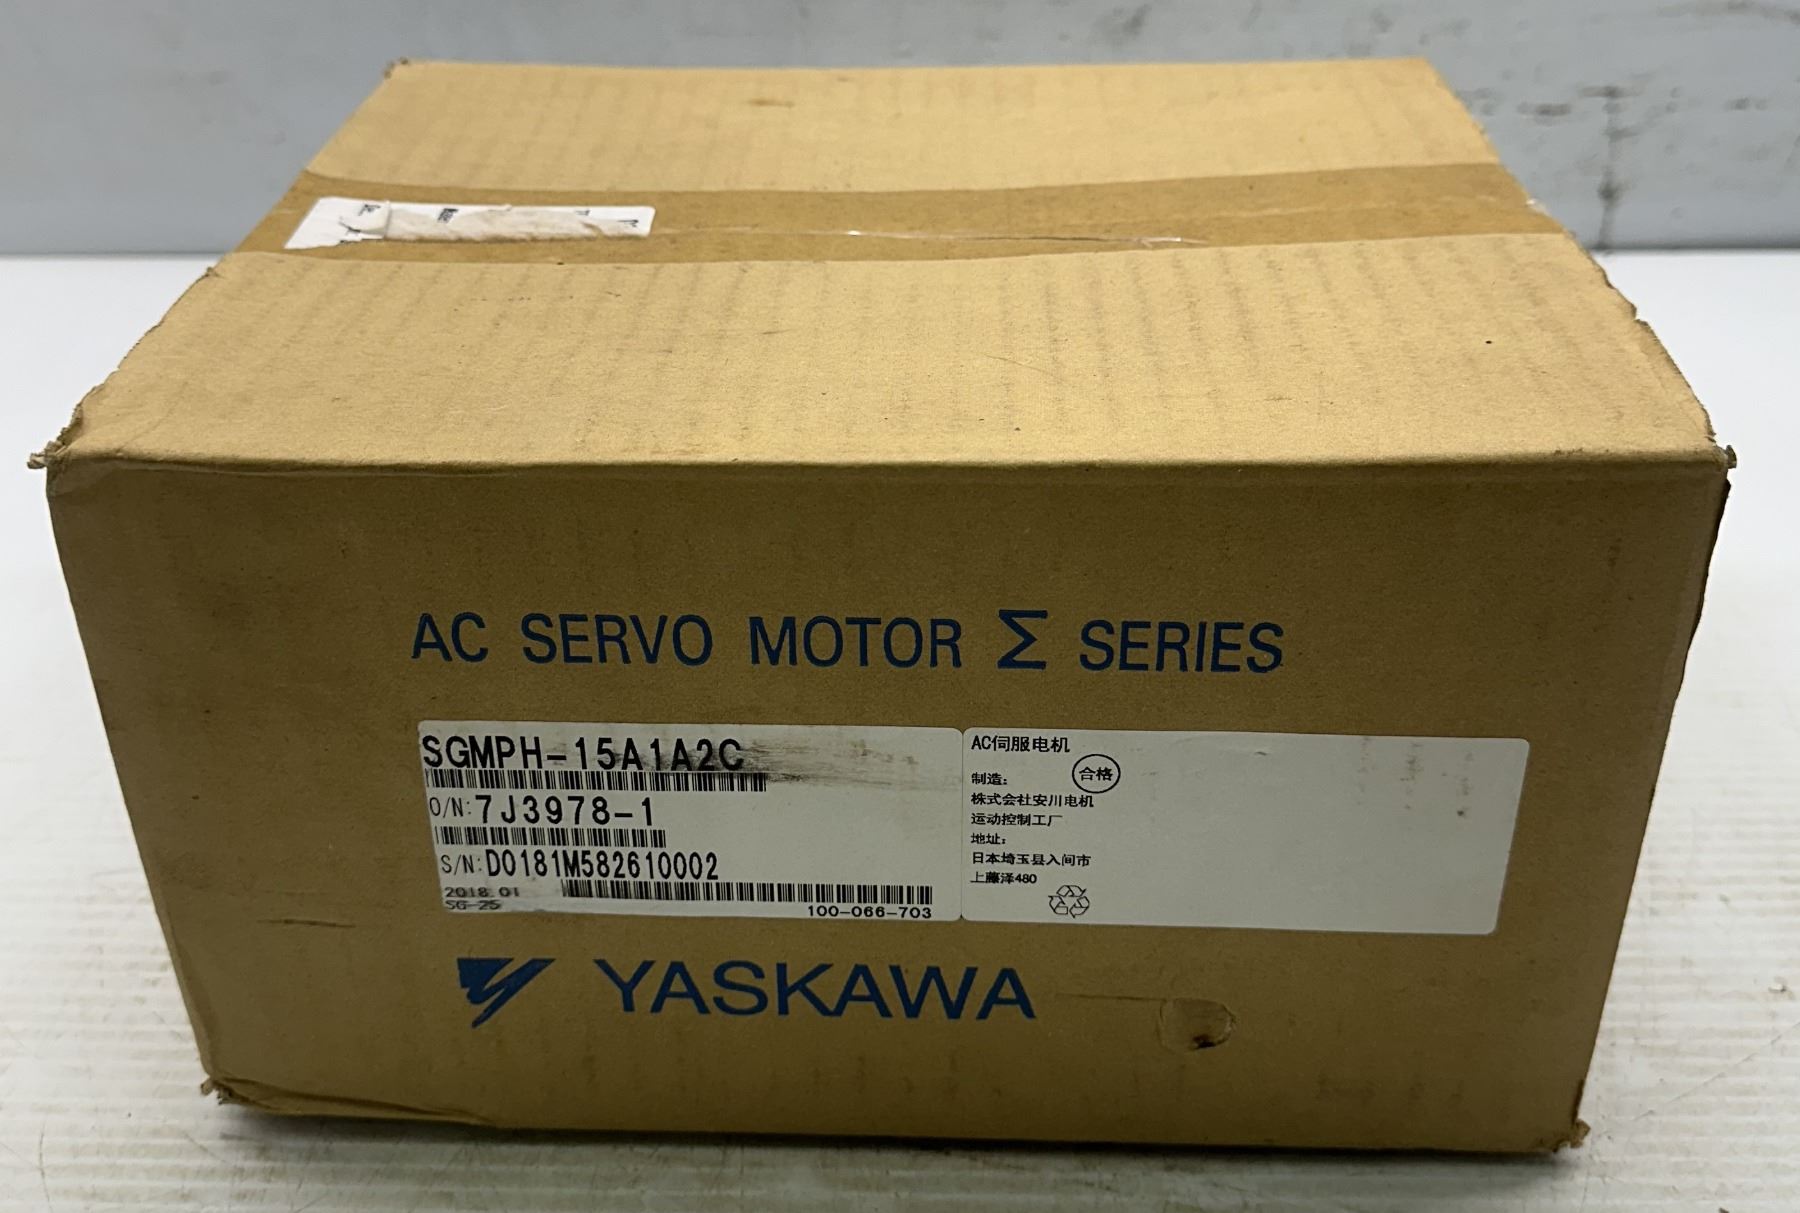 AC SERVO MOTOR Σ SERIES
SGMPH-15A1A2C
O/N: 7J3978-1
S/N: D0181M582610002
2018.01
SG-25
100-066-703
AC伺服电机
合格
制造:
株式会社安川电机
运动控制工厂
地址:
日本埼玉县入间市
上藤泽480
YASKAWA